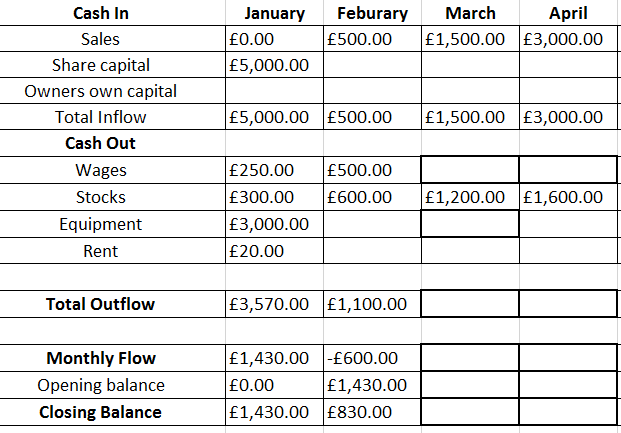 Cash In January Feburary March April
Sales £0.00 £500.00 £1,500.00 £3,000.00
Share capital £5,000.00
Owners own capital
Total Inflow £5,000.00 £500.00 £1,500.00 £3,000.00
Cash Out
Wages £250.00 £500.00
Stocks £300.00 £600.00 £1,200.00 £1,600.00
Equipment £3,000.00
Rent £20.00
Total Outflow £3,570.00 £1,100.00
Monthly Flow £1,430.00 -£600.00
Opening balance £0.00 £1,430.00
Closing Balance £1,430.00 £830.00